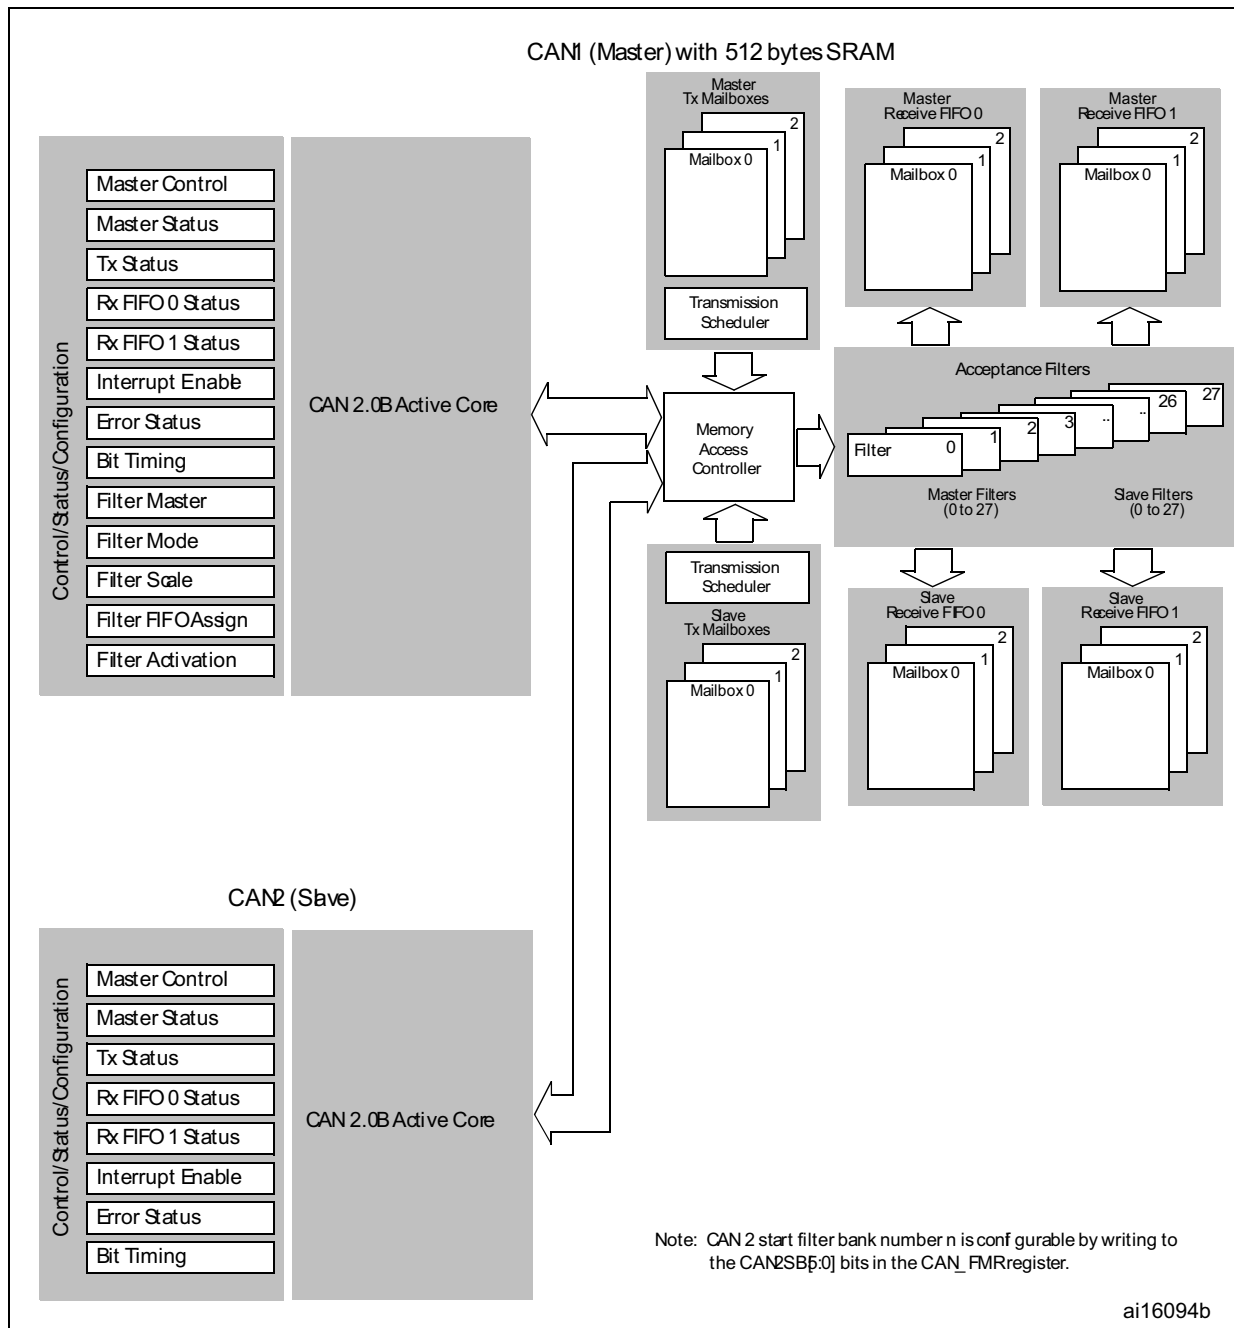 CAN1 (Master) with 512 bytes SRAM
Control/Status/Configuration
Master Control
Master Status
Tx Status
Rx FIFO 0 Status
Rx FIFO 1 Status
Interrupt Enable
Error Status
Bit Timing
Filter Master
Filter Mode
Filter Scale
Filter FIFO Assign
Filter Activation
CAN 2.0B Active Core
Master
Tx Mailboxes
2
1
Mailbox 0
Transmission
Scheduler
Master
Receive FIFO 0
2
1
Mailbox 0
Master
Receive FIFO 1
2
1
Mailbox 0
Memory
Access
Controller
Acceptance Filters
Filter 0
1
2
3
..
..
26
27
Master Filters
(0 to 27)
Slave Filters
(0 to 27)
Transmission
Scheduler
Slave
Tx Mailboxes
2
1
Mailbox 0
Slave
Receive FIFO 0
2
1
Mailbox 0
Slave
Receive FIFO 1
2
1
Mailbox 0
CAN2 (Slave)
Control/Status/Configuration
Master Control
Master Status
Tx Status
Rx FIFO 0 Status
Rx FIFO 1 Status
Interrupt Enable
Error Status
Bit Timing
CAN 2.0B Active Core
Note: CAN 2 start filter bank number n is configurable by writing to
the CAN2SB[5:0] bits in the CAN_FMR register.
ai16094b